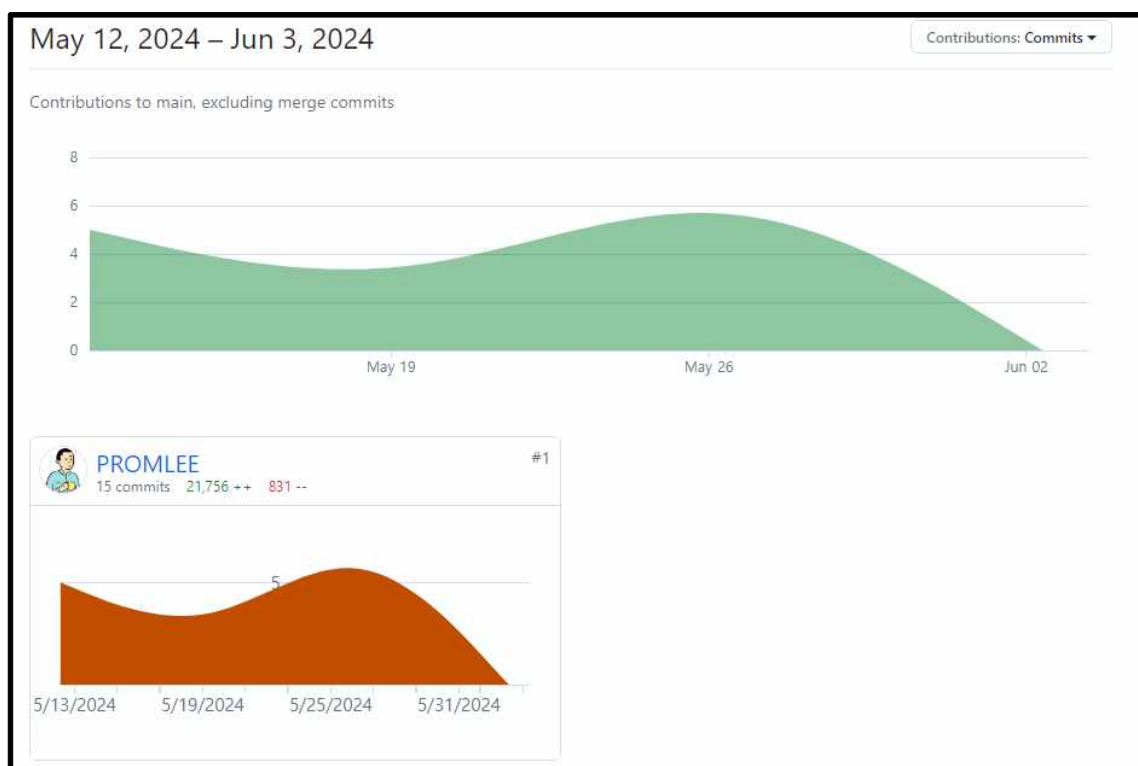 May 12, 2024 – Jun 3, 2024
Contributions: Commits
Contributions to main, excluding merge commits
8
6
4
2
0
May 19 May 26 Jun 02
PROMLEE #1
15 commits 21,756 ++ 831 --
5
5/13/2024 5/19/2024 5/25/2024 5/31/2024